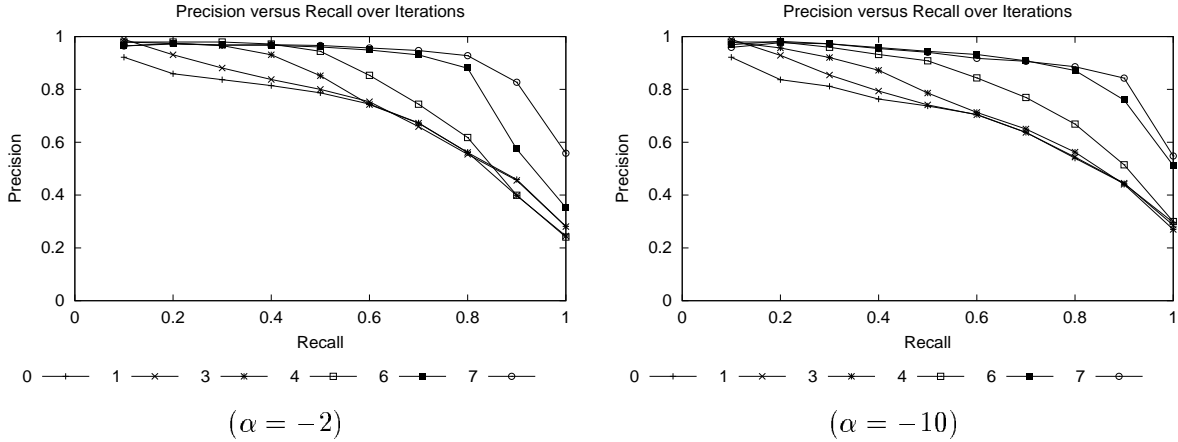 Precision versus Recall over Iterations
1
0.8
0.6
0.4
0.2
0
Precision
0 0.2 0.4 0.6 0.8 1
Recall
0 1 3 4 6 7
(α = −2)
Precision versus Recall over Iterations
1
0.8
0.6
0.4
0.2
0
Precision
0 0.2 0.4 0.6 0.8 1
Recall
0 1 3 4 6 7
(α = −10)